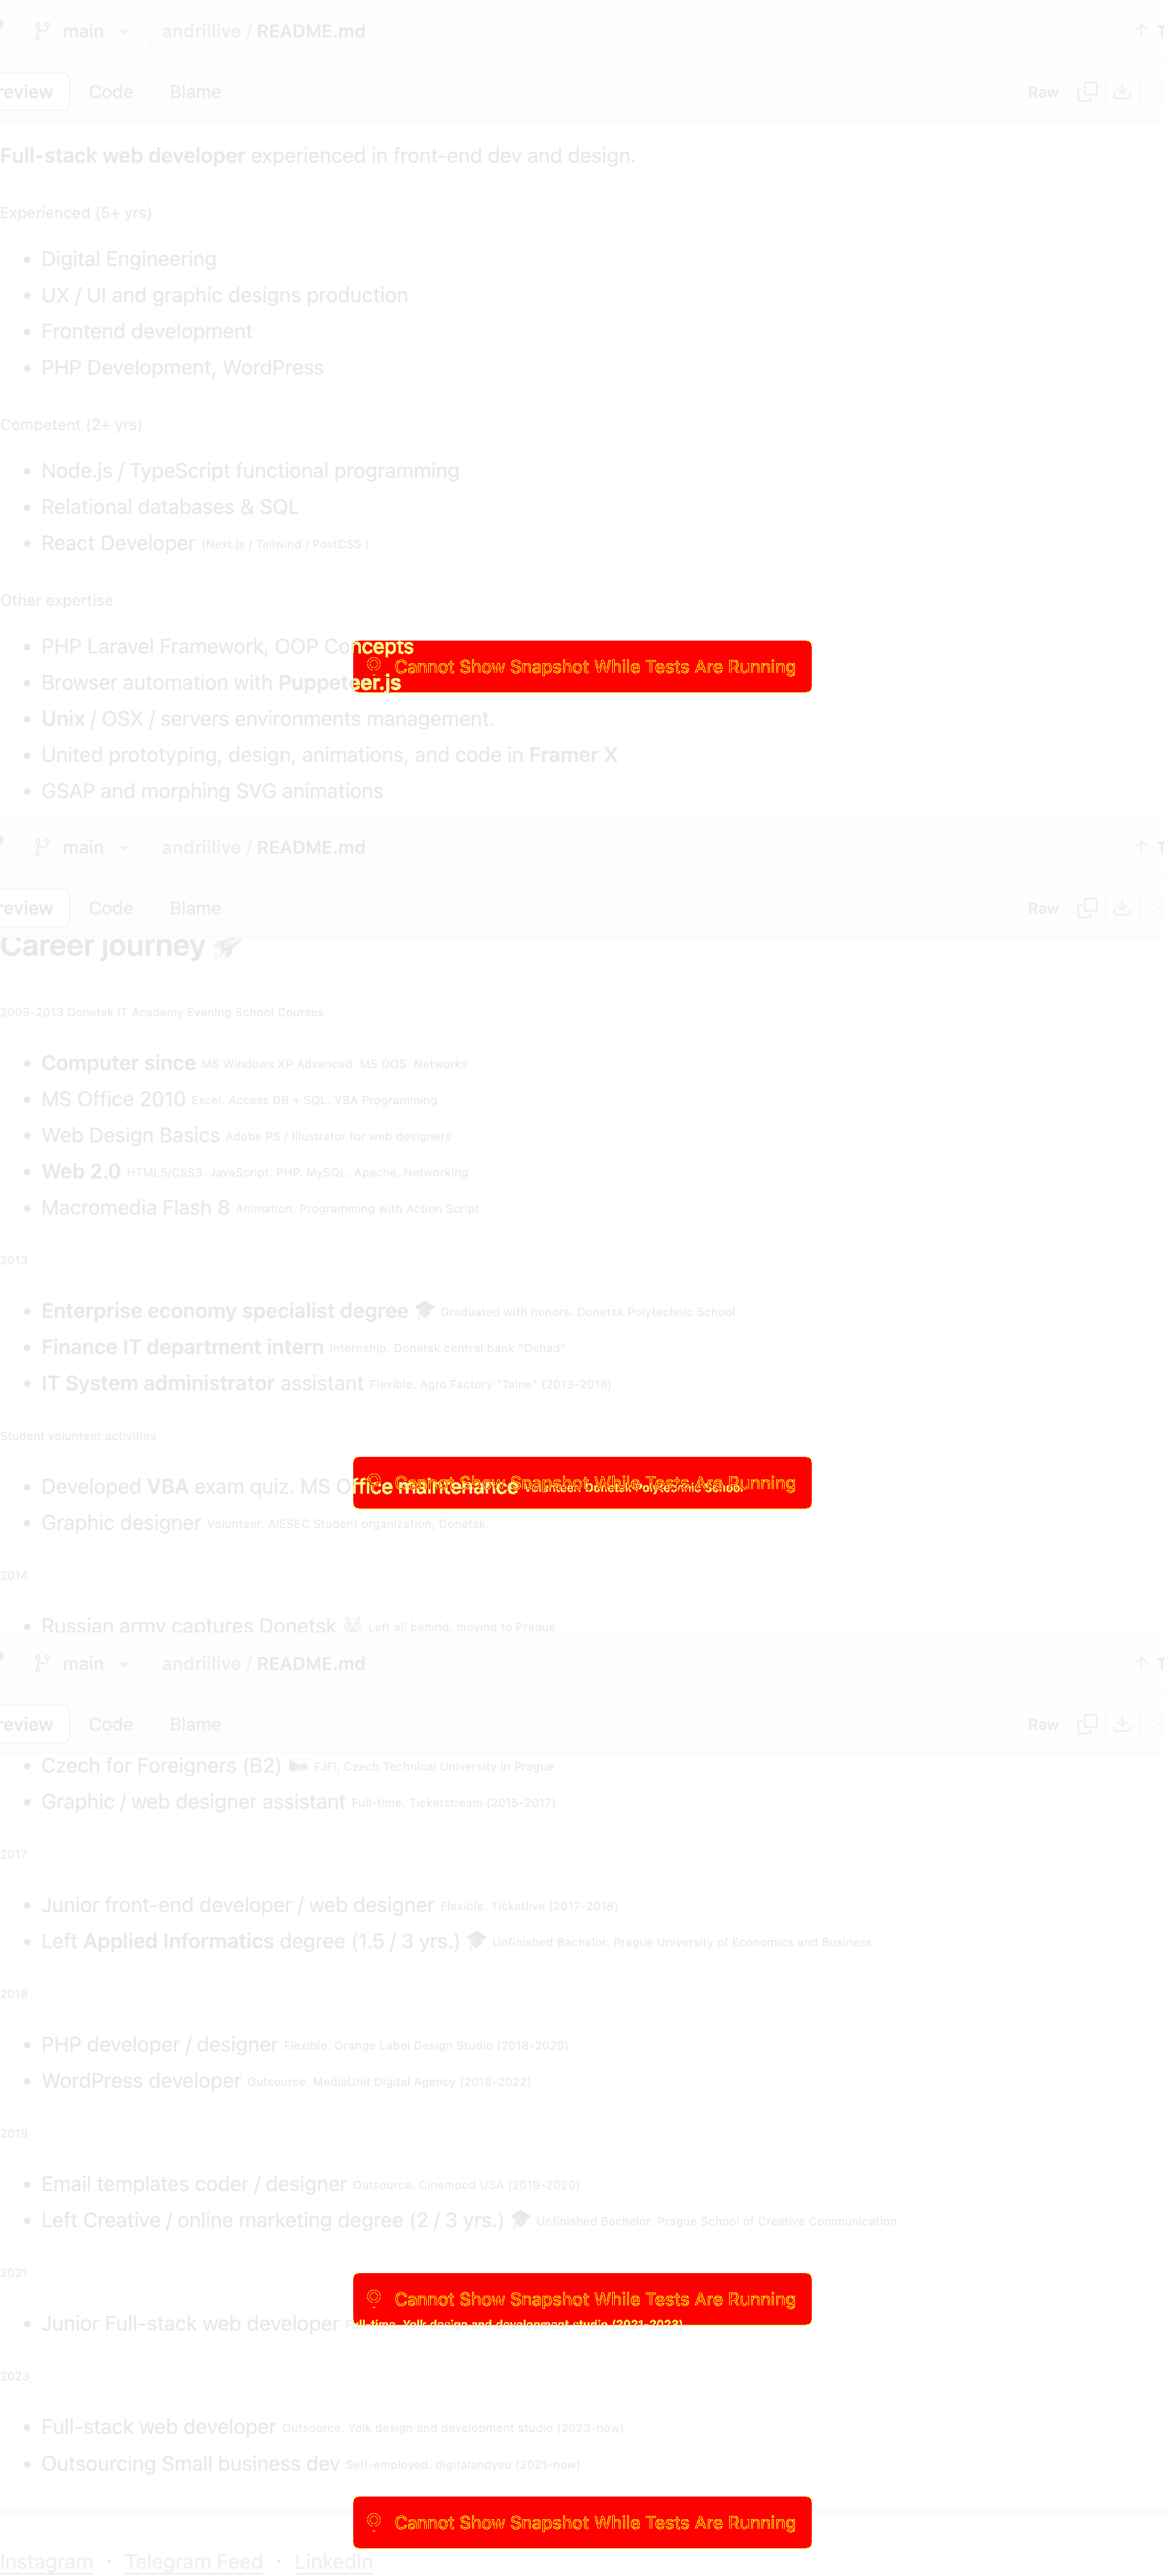 main andriilive / README.md T
review Code Blame Raw
Full-stack web developer experienced in front-end dev and design.
Experienced (5+ yrs)
• Digital Engineering
• UX / UI and graphic designs production
• Frontend development
• PHP Development, WordPress
Competent (2+ yrs)
• Node.js / TypeScript functional programming
• Relational databases & SQL
• React Developer (Next.js / Tailwind / PostCSS )
Other expertise
• PHP Laravel Framework, OOP Concepts
Cannot Show Snapshot While Tests Are Running
• Browser automation with Puppeteer.js
• Unix / OSX / servers environments management.
• United prototyping, design, animations, and code in Framer X
• GSAP and morphing SVG animations
main andriilive / README.md T
review Code Blame Raw
Career journey 🚀
2009-2013 Donetsk IT Academy Evening School Courses
• Computer since MS Windows XP Advanced. MS DOS. Networks
• MS Office 2010 Excel. Access DB + SQL. VBA Programming
• Web Design Basics Adobe PS / Illustrator for web designers
• Web 2.0 HTML5/CSS3. JavaScript. PHP. MySQL. Apache. Networking
• Macromedia Flash 8 Animation. Programming with Action Script
2013
• Enterprise economy specialist degree 🎓 Graduated with honors. Donetsk Polytechnic School
• Finance IT department intern Internship. Donetsk central bank "Oshad"
• IT System administrator assistant Flexible. Agro Factory "Talne" (2013-2018)
Student volunteer activities
Cannot Show Snapshot While Tests Are Running
• Developed VBA exam quiz. MS Office maintenance Volunteer. Donetsk Polytechnic School
• Graphic designer Volunteer. AIESEC Student organization, Donetsk
2014
• Russian army captures Donetsk 🐹 Left all behind, moving to Prague
main andriilive / README.md T
review Code Blame Raw
• Czech for Foreigners (B2) 🇨🇿 FJFI, Czech Technical University in Prague
• Graphic / web designer assistant Full-time. Ticketstream (2015-2017)
2017
• Junior front-end developer / web designer Flexible. Ticketlive (2017-2018)
• Left Applied Informatics degree (1.5 / 3 yrs.) 🎓 Unfinished Bachelor. Prague University of Economics and Business
2018
• PHP developer / designer Flexible. Orange Label Design Studio (2018-2020)
• WordPress developer Outsource. MediaUnit Digital Agency (2018-2022)
2019
• Email templates coder / designer Outsource. Cinemood USA (2019-2020)
• Left Creative / online marketing degree (2 / 3 yrs.) 🎓 Unfinished Bachelor. Prague School of Creative Communication
2021
Cannot Show Snapshot While Tests Are Running
• Junior Full-stack web developer Full-time. Yolk design and development studio (2021-2023)
2023
• Full-stack web developer Outsource. Yolk design and development studio (2023-now)
• Outsourcing Small business dev Self-employed. digitalandyeu (2021-now)
Cannot Show Snapshot While Tests Are Running
Instagram · Telegram Feed · LinkedIn